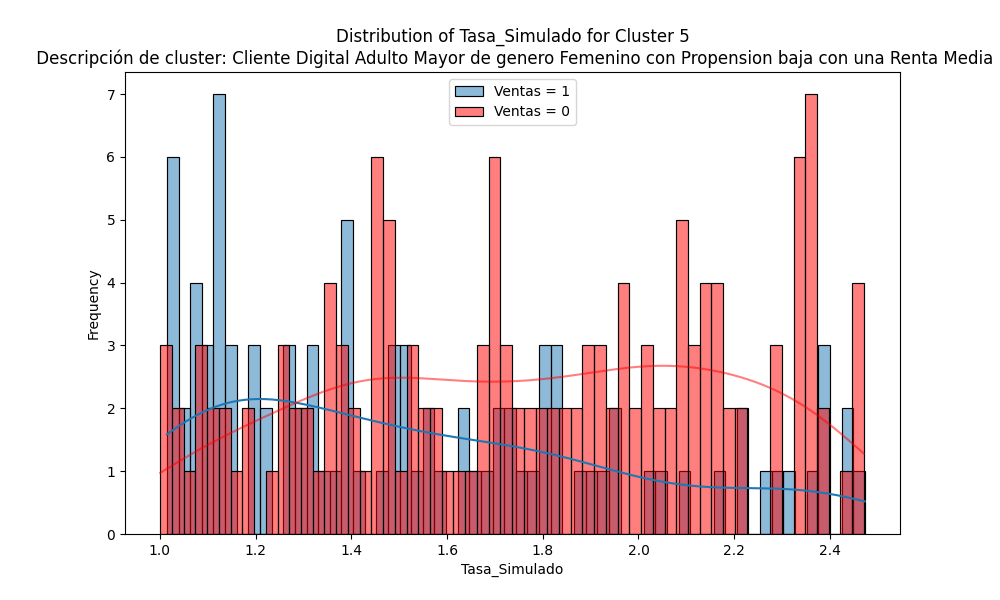 Distribution of Tasa_Simulado for Cluster 5
Descripción de cluster: Cliente Digital Adulto Mayor de genero Femenino con Propension baja con una Renta Media
Ventas = 1
Ventas = 0
7
6
5
4
3
2
1
0
Frequency
1.0 1.2 1.4 1.6 1.8 2.0 2.2 2.4
Tasa_Simulado